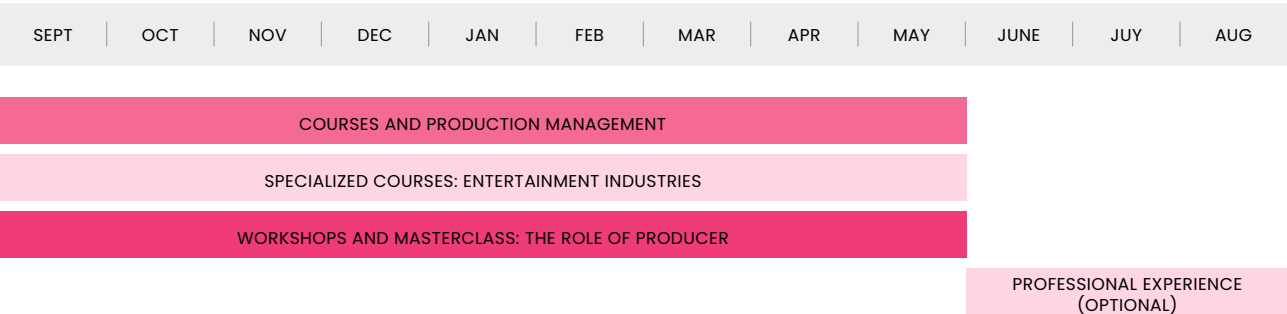 SEPT OCT NOV DEC JAN FEB MAR APR MAY JUNE JUY AUG
COURSES AND PRODUCTION MANAGEMENT
SPECIALIZED COURSES: ENTERTAINMENT INDUSTRIES
WORKSHOPS AND MASTERCLASS: THE ROLE OF PRODUCER
PROFESSIONAL EXPERIENCE
(OPTIONAL)